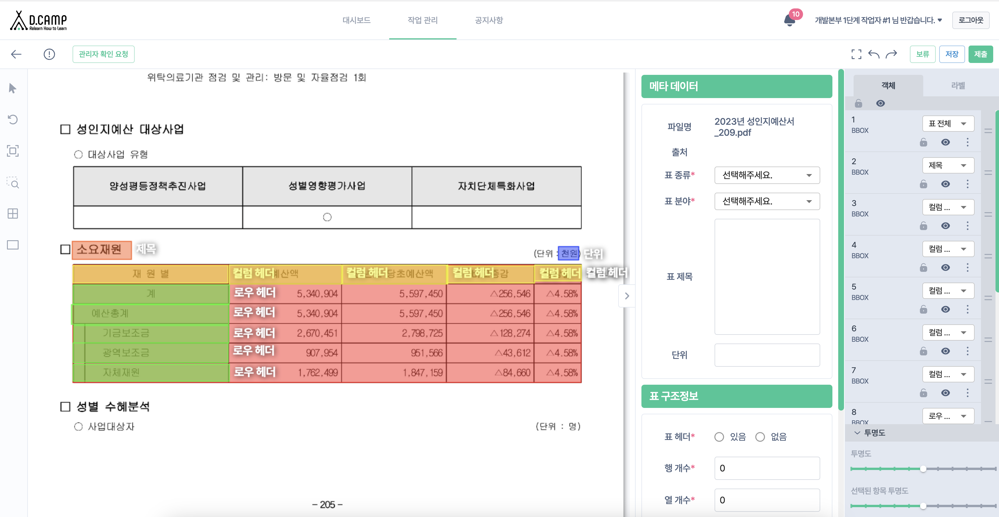 D.CAMP
Relearn How to Learn
대시보드
작업 관리
공지사항
10
개발본부 1단계 작업자 #1 님 반갑습니다.
로그아웃
관리자 확인 요청
보류
저장
제출
위탁의료기관 점검 및 관리: 방문 및 자율점검 1회
□ 성인지예산 대상사업
○ 대상사업 유형
양성평등정책추진사업 성별영향평가사업 자치단체특화사업
○
□ 소요재원 제목
(단위 : 천원) 단위
재 원 별 컬럼 헤더 예산액 컬럼 헤더 당초예산액 컬럼 헤더 증감 컬럼 헤더 컬럼 헤더
계 로우 헤더 5,340,904 5,597,450 △256,546 △4.58%
예산총계 로우 헤더 5,340,904 5,597,450 △256,546 △4.58%
기금보조금 로우 헤더 2,670,451 2,798,725 △128,274 △4.58%
광역보조금 로우 헤더 907,954 951,566 △43,612 △4.58%
자체재원 로우 헤더 1,762,499 1,847,159 △84,660 △4.58%
□ 성별 수혜분석
○ 사업대상자 (단위 : 명)
- 205 -
메타 데이터
파일명 2023년 성인지예산서
_209.pdf
출처
표 종류* 선택해주세요.
표 분야* 선택해주세요.
표 제목
단위
표 구조정보
표 헤더* 있음 없음
행 개수* 0
열 개수* 0
객체
라벨
1 표 전체
BBOX
2 제목
BBOX
3 컬럼 ...
BBOX
4 컬럼 ...
BBOX
5 컬럼 ...
BBOX
6 컬럼 ...
BBOX
7 컬럼 ...
BBOX
8 로우 ...
BBOX
투명도
투명도
선택된 항목 투명도